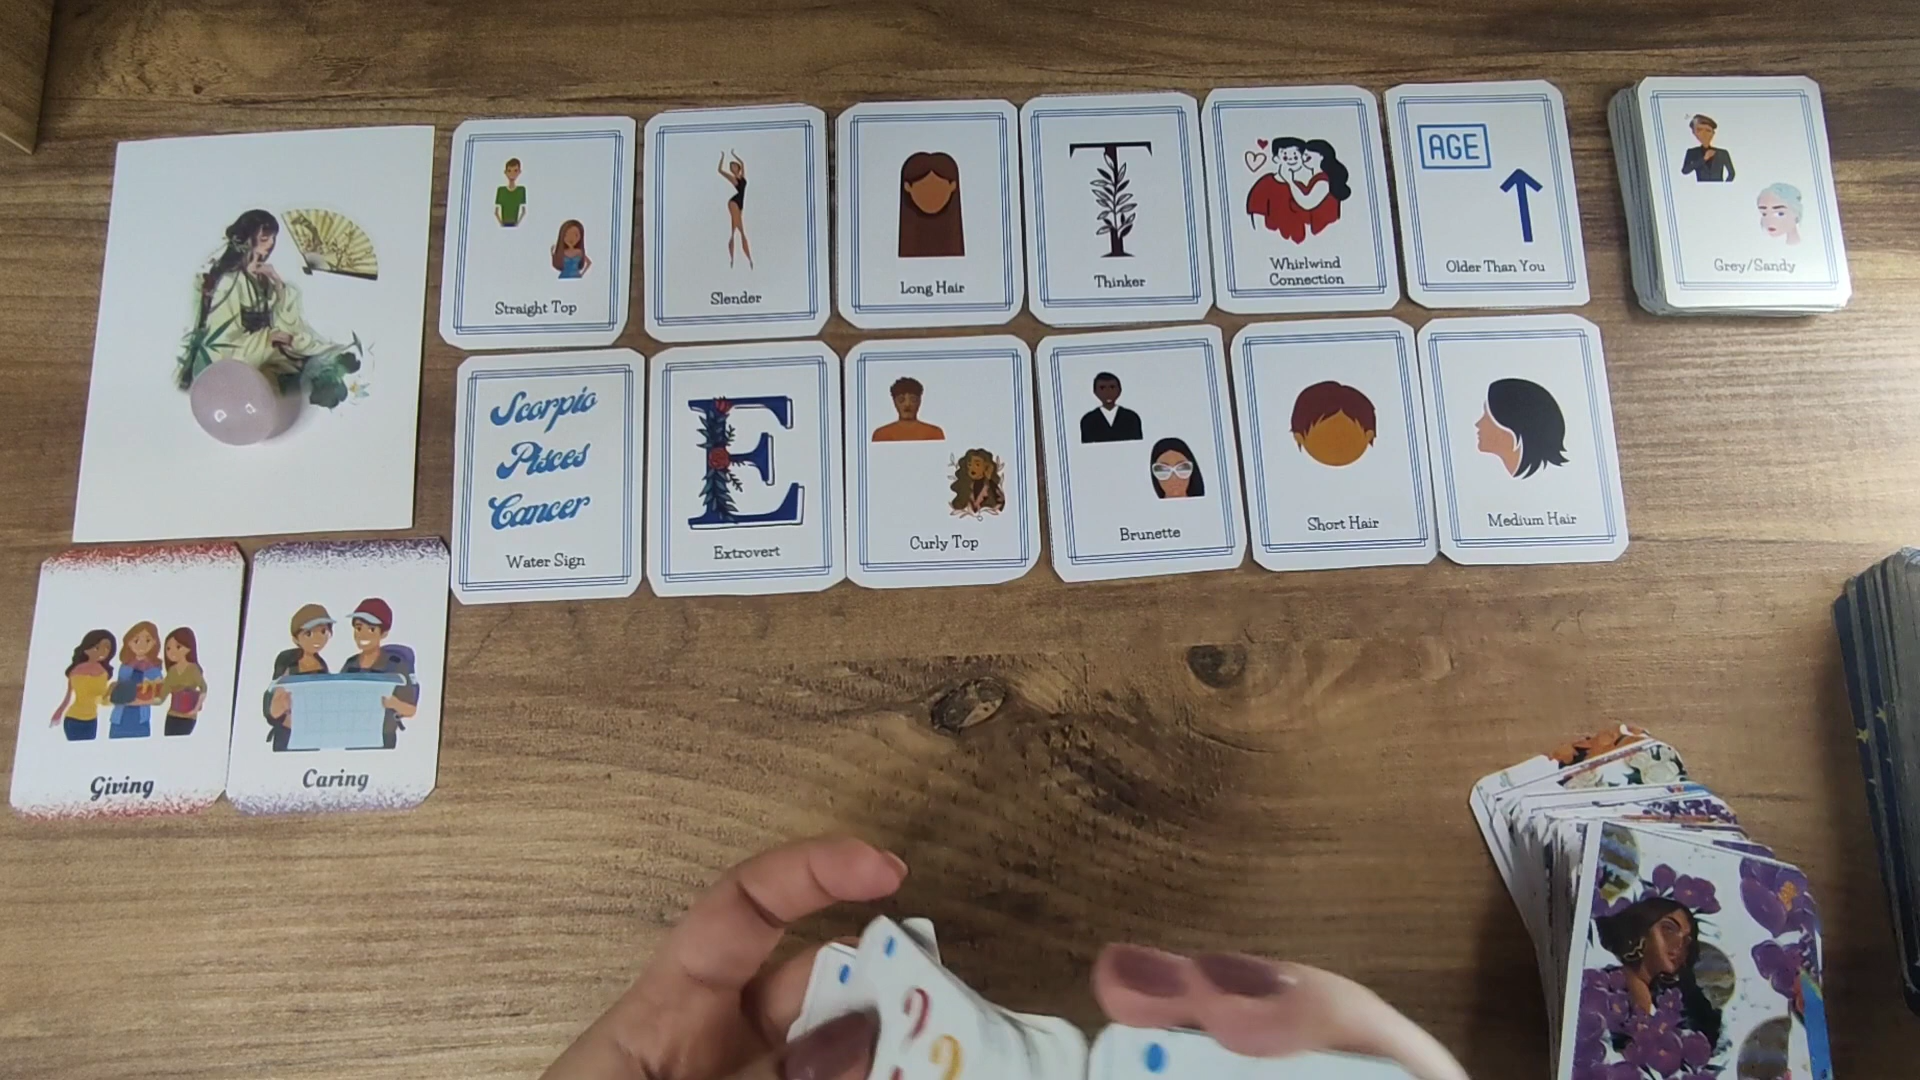 Straight Top
Slender
Long Hair
T
Thinker
Whirlwind
Connection
AGE
Older Than You
Grey/Sandy
Scorpio
Pisces
Cancer
Water Sign
E
Extrovert
Curly Top
Brunette
Short Hair
Medium Hair
Giving
Caring